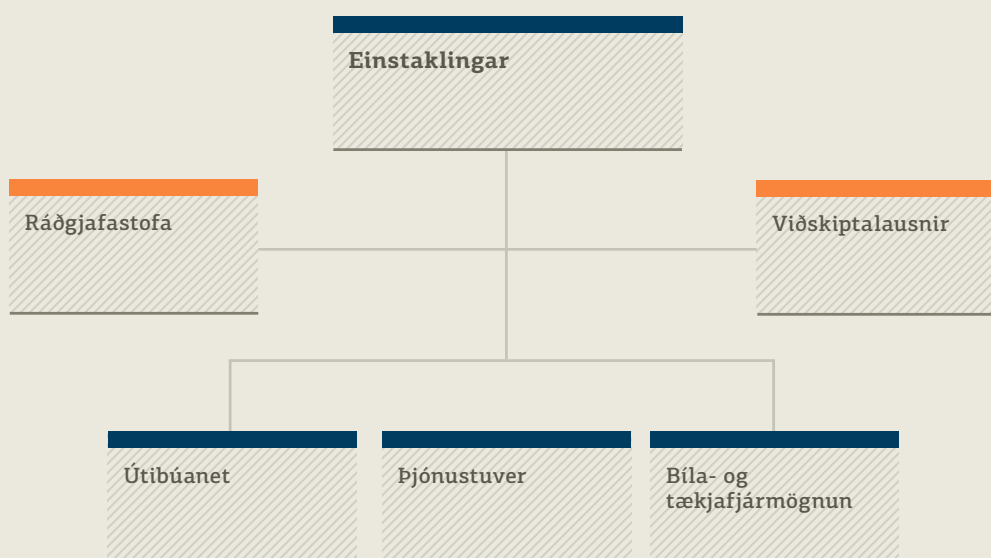 Einstaklingar
Ráðgjafastofa
Viðskiptalausnir
Útibúanet
Þjónustuver
Bíla- og
tækjafjármögnun